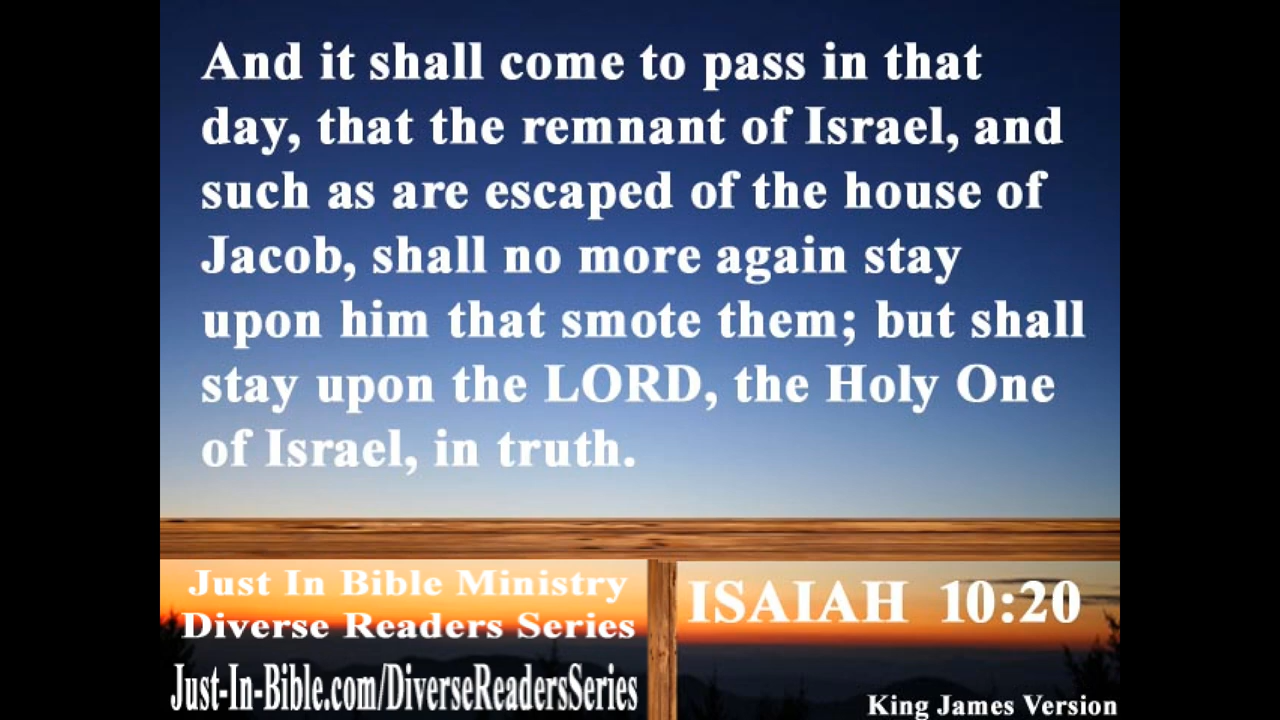 And it shall come to pass in that
day, that the remnant of Israel, and
such as are escaped of the house of
Jacob, shall no more again stay
upon him that smote them; but shall
stay upon the LORD, the Holy One
of Israel, in truth.
Just In Bible Ministry
Diverse Readers Series
Just-In-Bible.com/DiverseReadersSeries
ISAIAH 10:20
King James Version